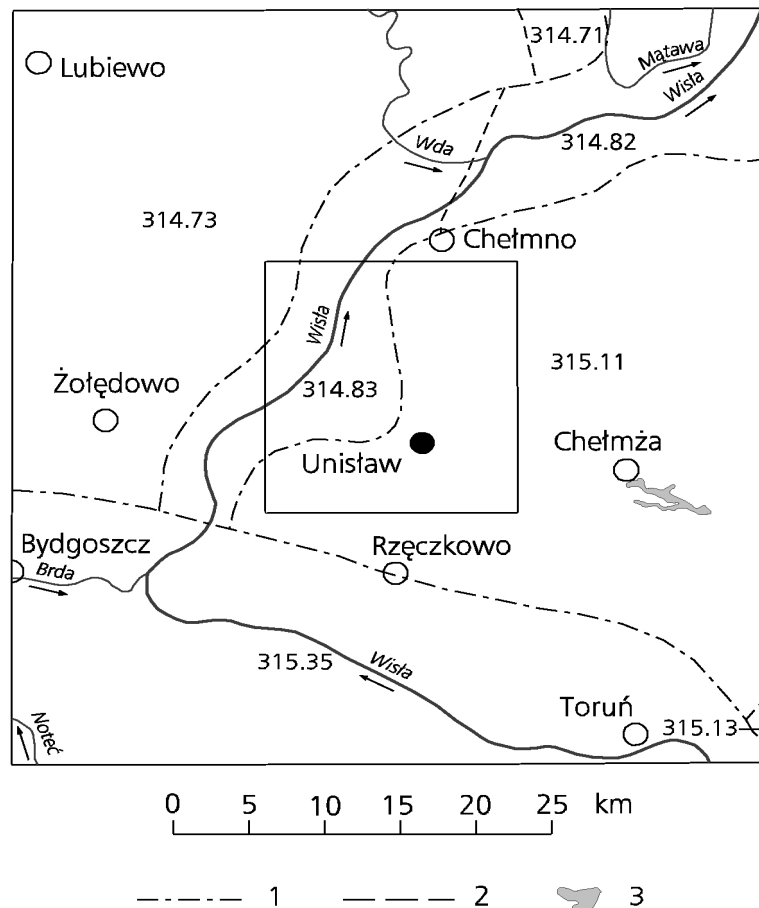 314.71
Lubiewo
Mątawa
Wisła
Wda
314.82
314.73
Chełmno
Wisła
315.11
Żołędowo
314.83
Chełmża
Unisław
Bydgoszcz
Rzęczkowo
Brda
315.35
Wisła
Toruń
315.13
Noteć
0 5 10 15 20 25 km
1 2 3